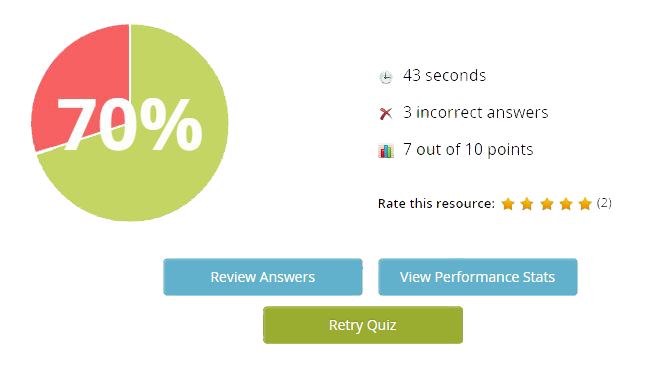 70%
43 seconds
3 incorrect answers
7 out of 10 points
Rate this resource: (2)
Review Answers
View Performance Stats
Retry Quiz